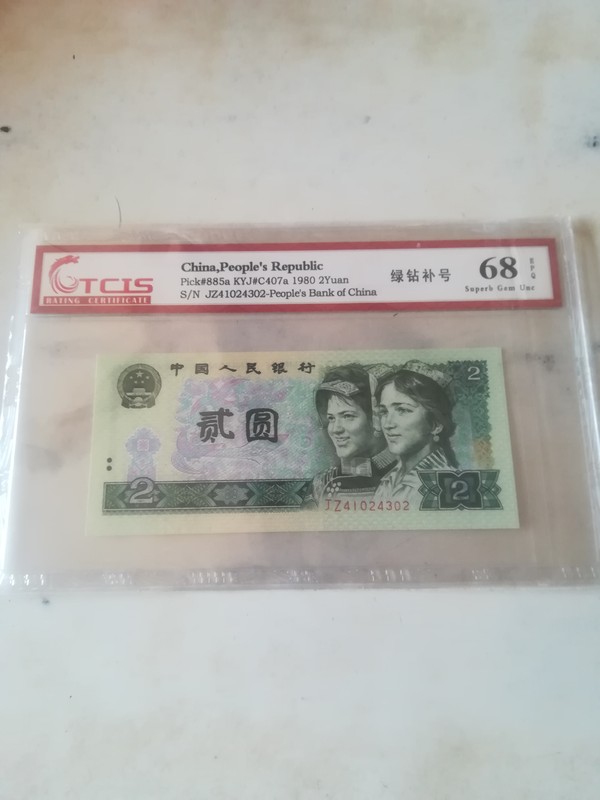 TCIS
RATING CERTIFICATE
China,People's Republic
Pick#885a KYJ#C407a 1980 2Yuan
S/N JZ41024302-People's Bank of China
绿钻补号
68 EPQ
Superb Gem Unc
中国人民银行
2
贰圆
2
2
JZ41024302